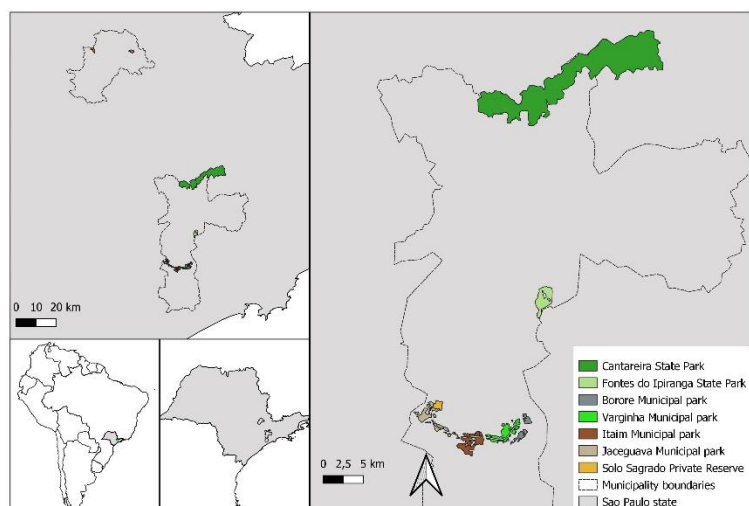 0 10 20 km
0 2,5 5 km
Cantareira State Park
Fontes do Ipiranga State Park
Borore Municipal park
Varginha Municipal park
Itaim Municipal park
Jaceguava Municipal park
Solo Sagrado Private Reserve
Municipality boundaries
Sao Paulo state